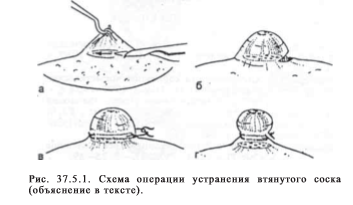 а
б
в
г
Рис. 37.5.1. Схема операции устранения втянутого соска
(объяснение в тексте).